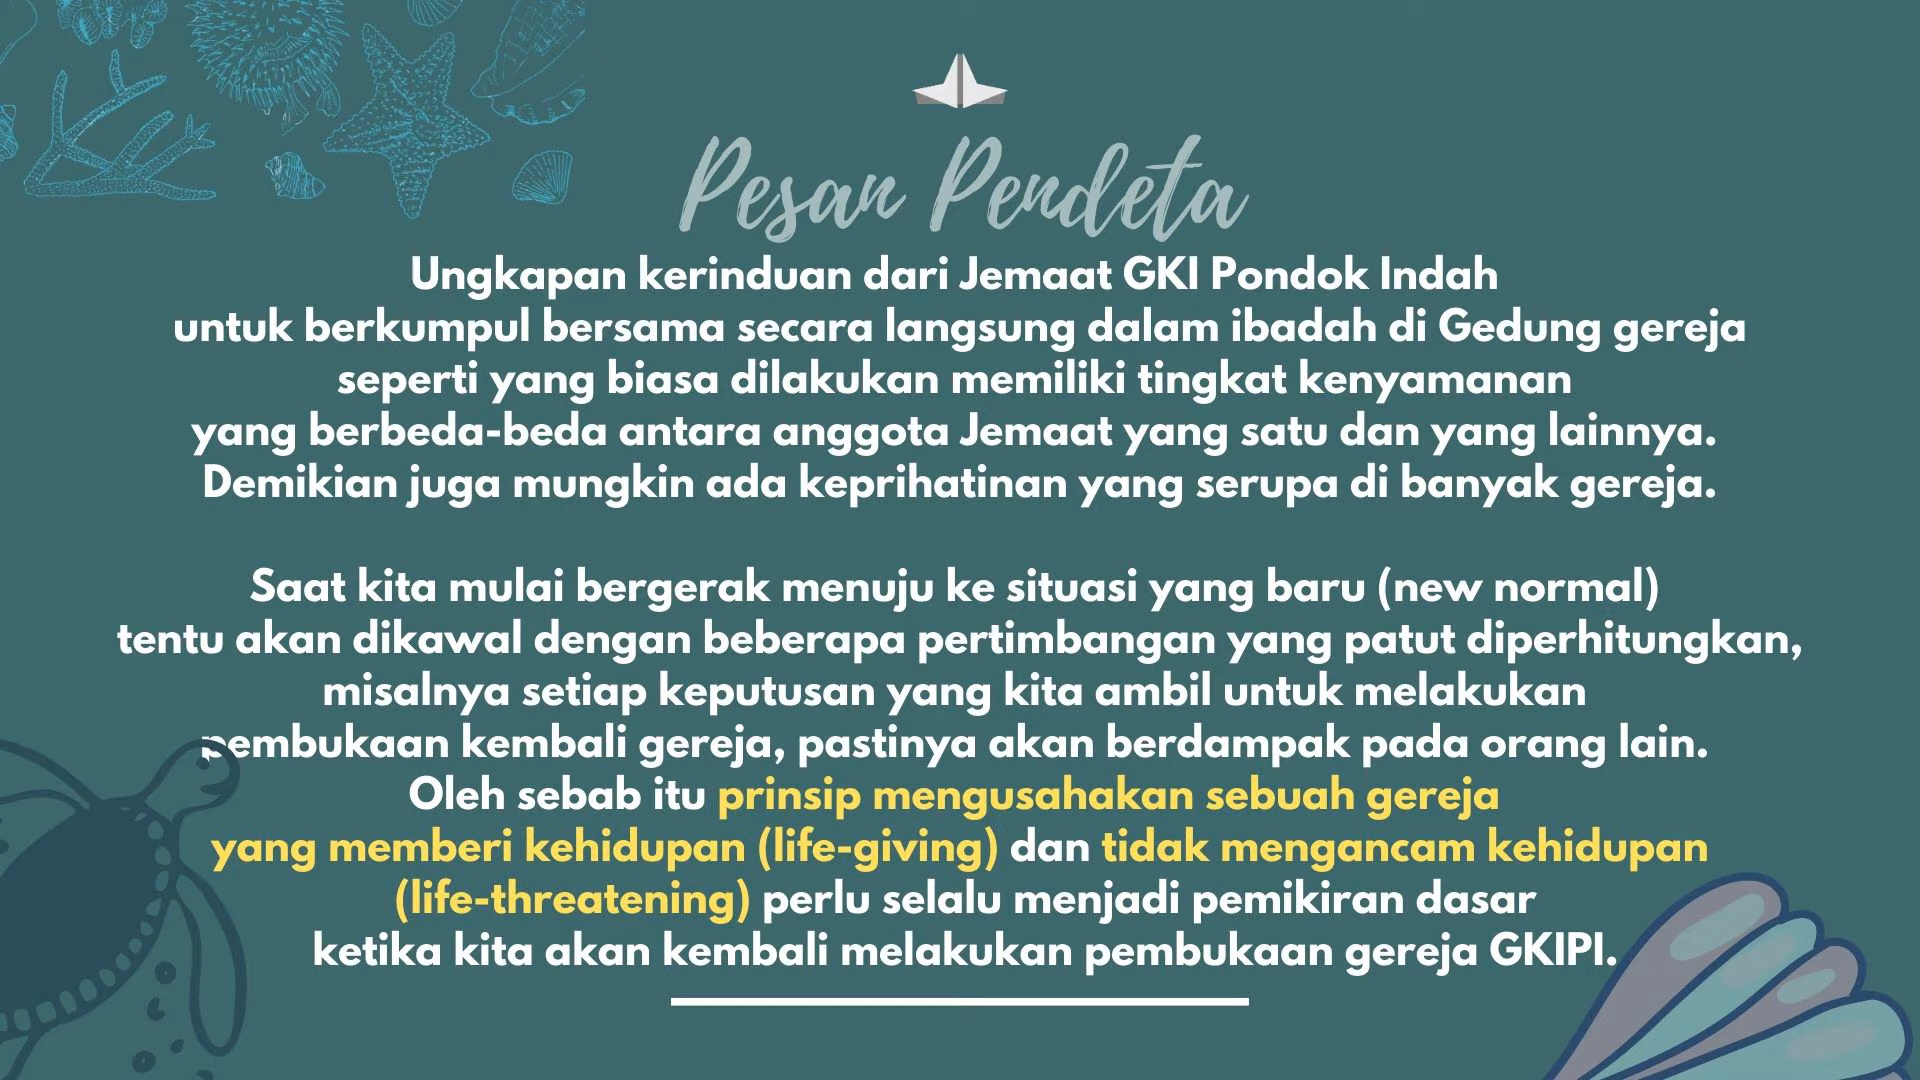 Pesan Pendeta
Ungkapan kerinduan dari Jemaat GKI Pondok Indah
untuk berkumpul bersama secara langsung dalam ibadah di Gedung gereja
seperti yang biasa dilakukan memiliki tingkat kenyamanan
yang berbeda-beda antara anggota Jemaat yang satu dan yang lainnya.
Demikian juga mungkin ada keprihatinan yang serupa di banyak gereja.
Saat kita mulai bergerak menuju ke situasi yang baru (new normal)
tentu akan dikawal dengan beberapa pertimbangan yang patut diperhitungkan,
misalnya setiap keputusan yang kita ambil untuk melakukan
pembukaan kembali gereja, pastinya akan berdampak pada orang lain.
Oleh sebab itu prinsip mengusahakan sebuah gereja
yang memberi kehidupan (life-giving) dan tidak mengancam kehidupan
(life-threatening) perlu selalu menjadi pemikiran dasar
ketika kita akan kembali melakukan pembukaan gereja GKIPI.